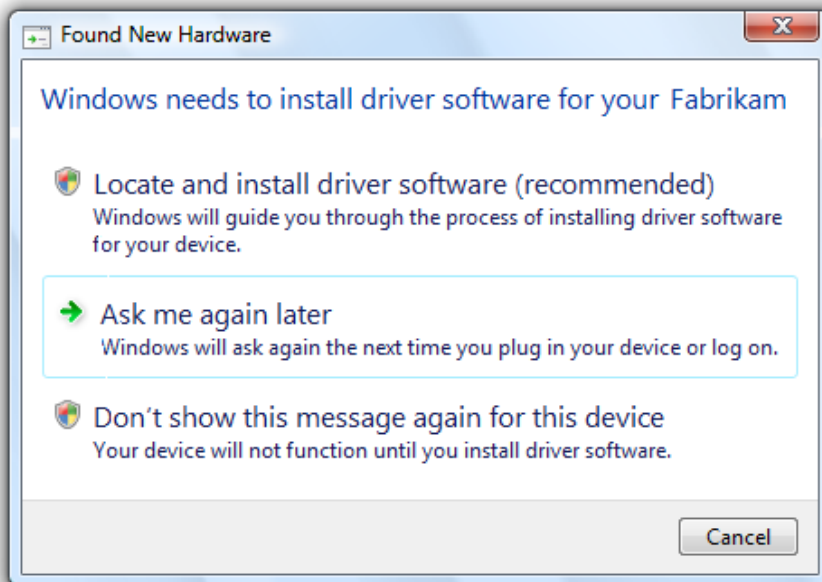 Found New Hardware
Windows needs to install driver software for your Fabrikam
Locate and install driver software (recommended)
Windows will guide you through the process of installing driver software
for your device.
Ask me again later
Windows will ask again the next time you plug in your device or log on.
Don't show this message again for this device
Your device will not function until you install driver software.
Cancel